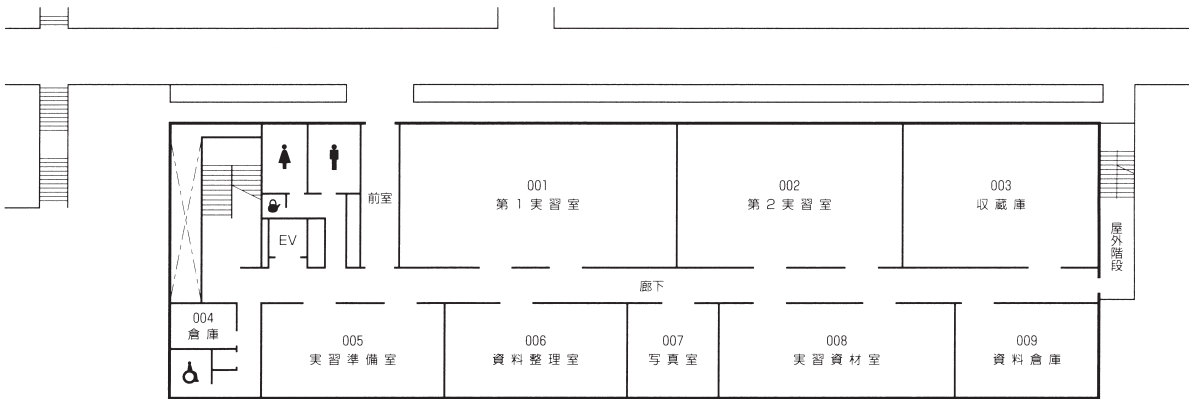 前室
001
第1実習室
002
第2実習室
003
収蔵庫
屋外階段
EV
廊下
004
倉庫
005
実習準備室
006
資料整理室
007
写真室
008
実習資材室
009
資料倉庫